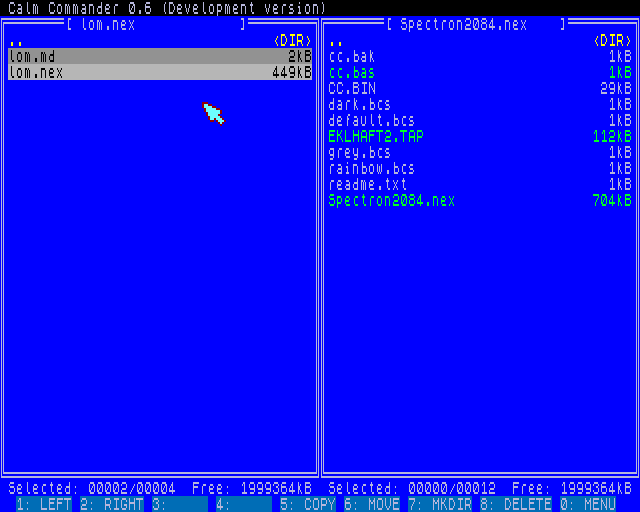 Calm Commander 0.6 (Development version)
[ lom.nex ]
.. <DIR>
lom.md 2kB
lom.nex 449kB
Selected: 00002/00004 Free: 1999364kB
[ Spectron2084.nex ]
.. <DIR>
cc.bak 1kB
cc.bas 1kB
CC.BIN 29kB
dark.bcs 1kB
default.bcs 1kB
EKLHAFT2.TAP 112kB
grey.bcs 1kB
rainbow.bcs 1kB
readme.txt 1kB
Spectron2084.nex 704kB
Selected: 00000/00012 Free: 1999364kB
1: LEFT 2: RIGHT 3: 4: 5: COPY 6: MOVE 7: MKDIR 8: DELETE 0: MENU